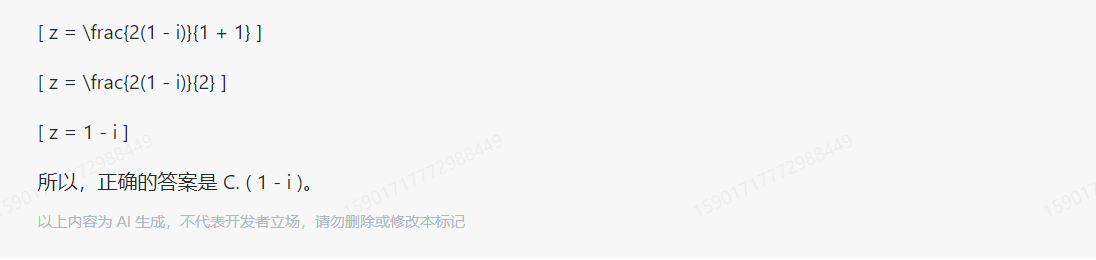 [ z = \frac{2(1 - i)}{1 + 1} ]
[ z = \frac{2(1 - i)}{2} ]
[ z = 1 - i ]
所以，正确的答案是 C. ( 1 - i )。
以上内容为 AI 生成，不代表开发者立场，请勿删除或修改本标记
15901717772988449
15901717772988449
15901717772988449